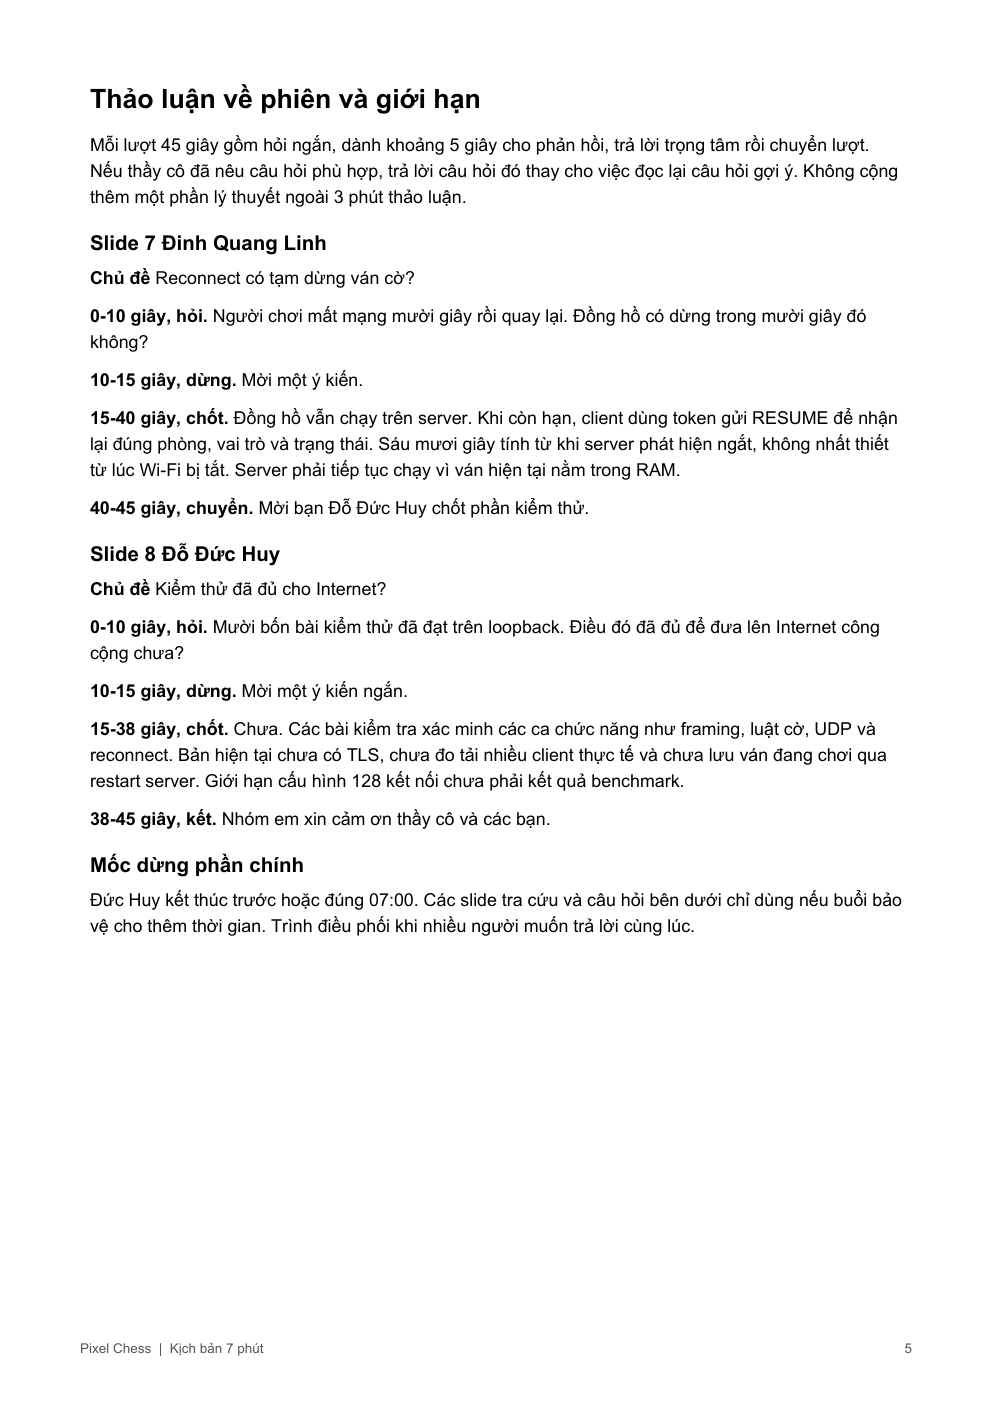 Thảo luận về phiên và giới hạn
Mỗi lượt 45 giây gồm hỏi ngắn, dành khoảng 5 giây cho phản hồi, trả lời trọng tâm rồi chuyển lượt.
Nếu thầy cô đã nêu câu hỏi phù hợp, trả lời câu hỏi đó thay cho việc đọc lại câu hỏi gợi ý. Không cộng
thêm một phần lý thuyết ngoài 3 phút thảo luận.
Slide 7 Đinh Quang Linh
Chủ đề Reconnect có tạm dừng ván cờ?
0-10 giây, hỏi. Người chơi mất mạng mười giây rồi quay lại. Đồng hồ có dừng trong mười giây đó
không?
10-15 giây, dừng. Mời một ý kiến.
15-40 giây, chốt. Đồng hồ vẫn chạy trên server. Khi còn hạn, client dùng token gửi RESUME để nhận
lại đúng phòng, vai trò và trạng thái. Sáu mươi giây tính từ khi server phát hiện ngắt, không nhất thiết
từ lúc Wi-Fi bị tắt. Server phải tiếp tục chạy vì ván hiện tại nằm trong RAM.
40-45 giây, chuyển. Mời bạn Đỗ Đức Huy chốt phần kiểm thử.
Slide 8 Đỗ Đức Huy
Chủ đề Kiểm thử đã đủ cho Internet?
0-10 giây, hỏi. Mười bốn bài kiểm thử đã đạt trên loopback. Điều đó đã đủ để đưa lên Internet công
cộng chưa?
10-15 giây, dừng. Mời một ý kiến ngắn.
15-38 giây, chốt. Chưa. Các bài kiểm tra xác minh các ca chức năng như framing, luật cờ, UDP và
reconnect. Bản hiện tại chưa có TLS, chưa đo tải nhiều client thực tế và chưa lưu ván đang chơi qua
restart server. Giới hạn cấu hình 128 kết nối chưa phải kết quả benchmark.
38-45 giây, kết. Nhóm em xin cảm ơn thầy cô và các bạn.
Mốc dừng phần chính
Đức Huy kết thúc trước hoặc đúng 07:00. Các slide tra cứu và câu hỏi bên dưới chỉ dùng nếu buổi bảo
vệ cho thêm thời gian. Trình điều phối khi nhiều người muốn trả lời cùng lúc.
Pixel Chess | Kịch bản 7 phút
5